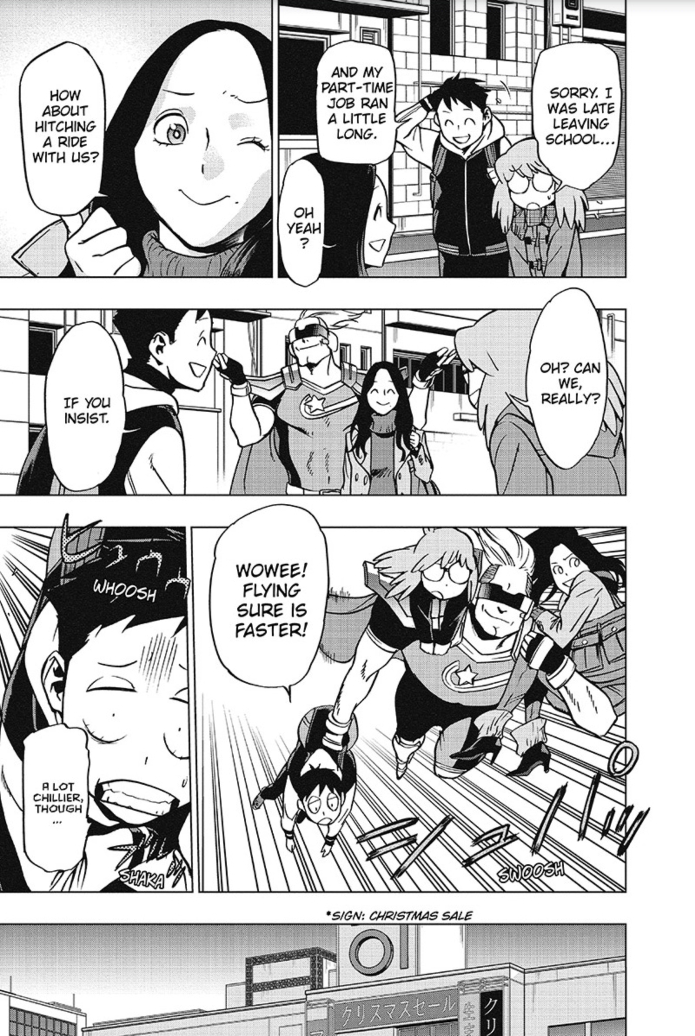 SORRY. I
WAS LATE
LEAVING
SCHOOL...
AND MY
PART-TIME
JOB RAN
A LITTLE
LONG.
OH
YEAH
?
HOW
ABOUT
HITCHING
A RIDE
WITH US?
OH? CAN
WE,
REALLY?
IF YOU
INSIST.
WOWEE!
FLYING
SURE IS
FASTER!
SWOOSH
WHOOSH
A LOT
CHILLIER,
THOUGH
...
SHAKA
*SIGN: CHRISTMAS SALE
クリスマスセール
クリ